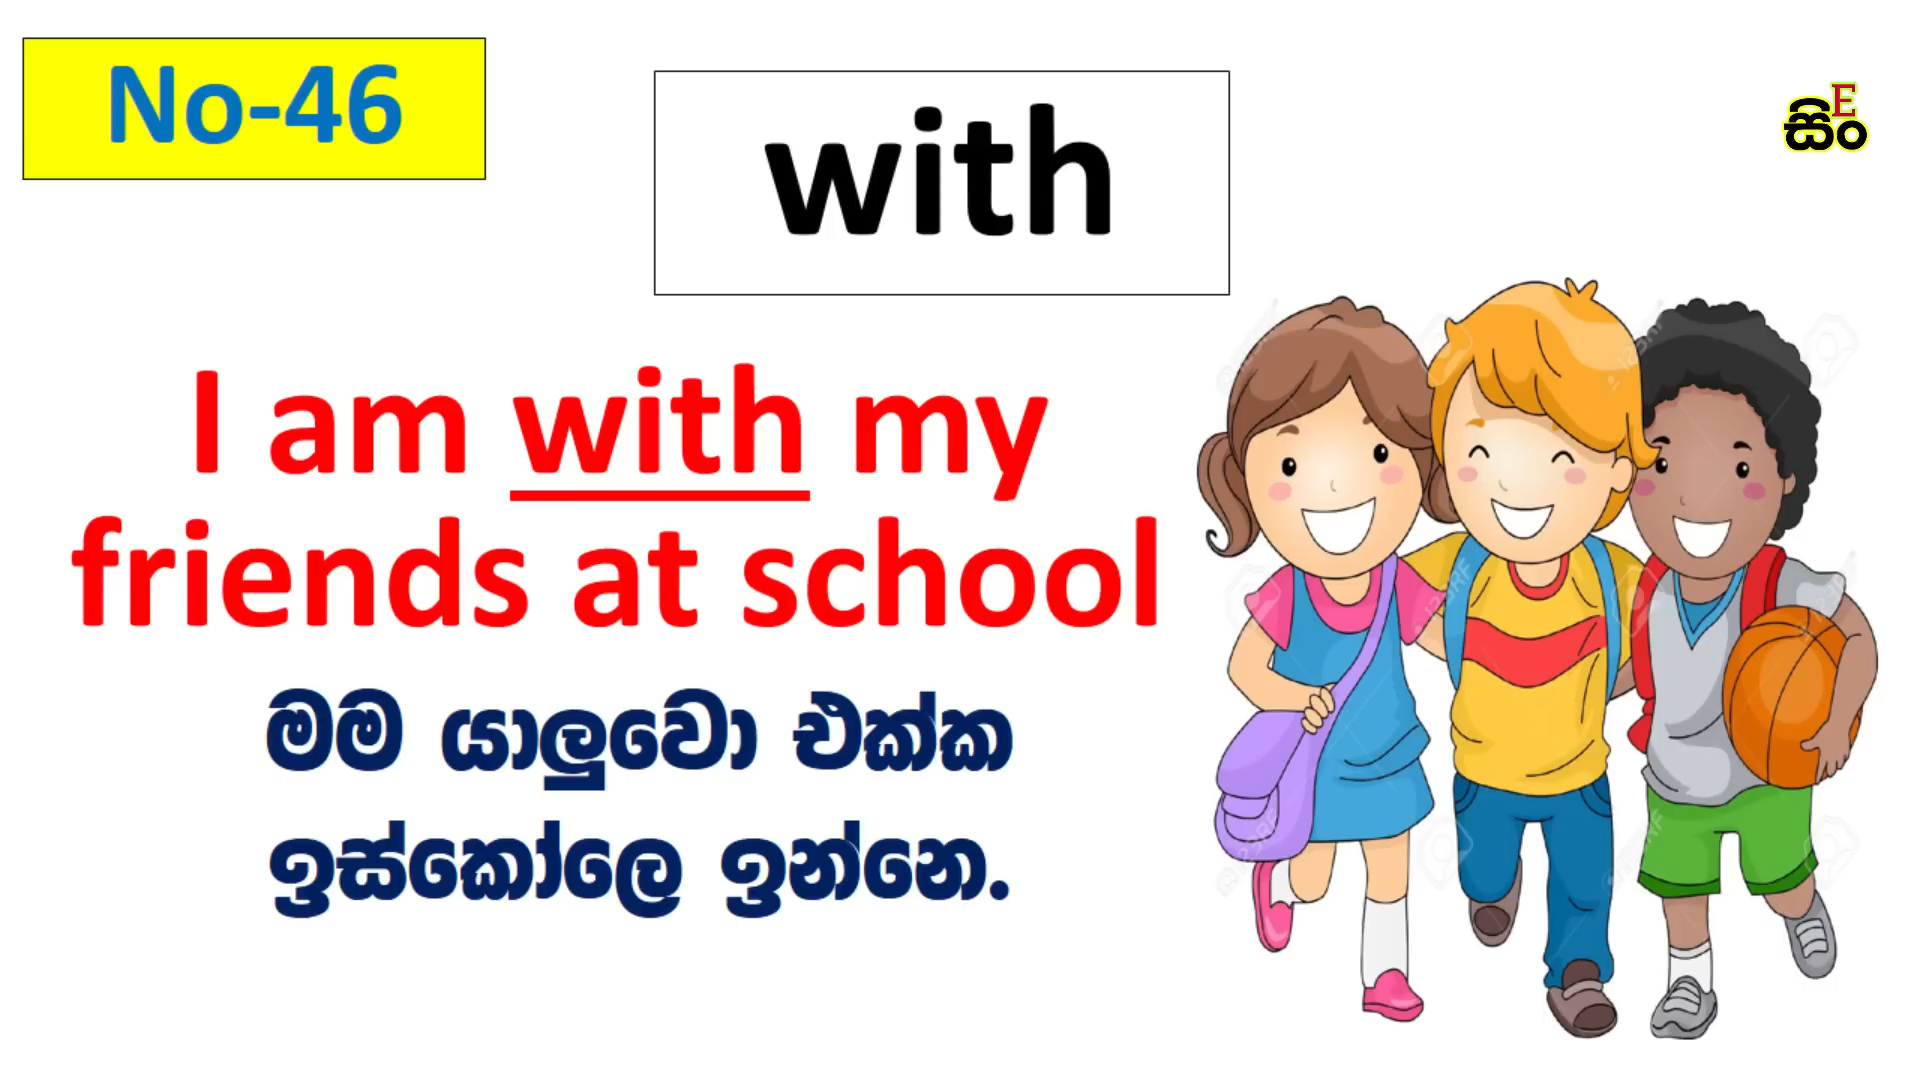 No-46
with
E
සිං
I am with my
friends at school
මම යාලුවො එක්ක
ඉස්කෝලෙ ඉන්නෙ.